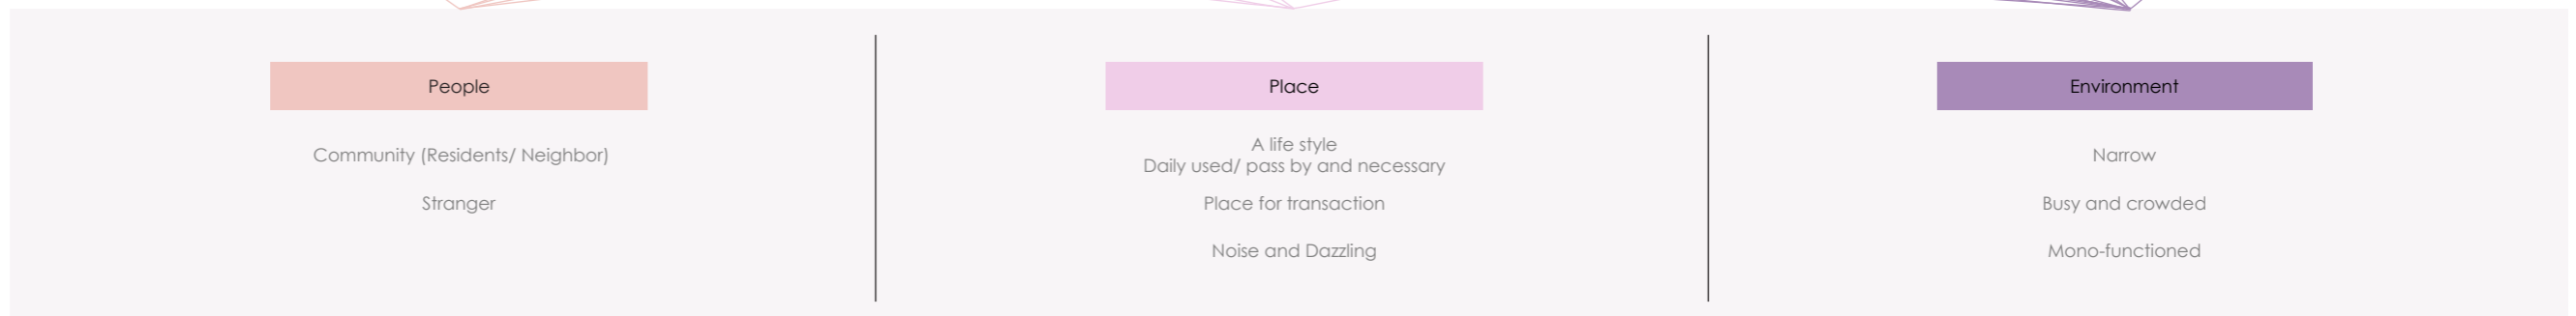 People
Community (Residents/ Neighbor)
Stranger
Place
A life style
Daily used/ pass by and necessary
Place for transaction
Noise and Dazzling
Environment
Narrow
Busy and crowded
Mono-functioned